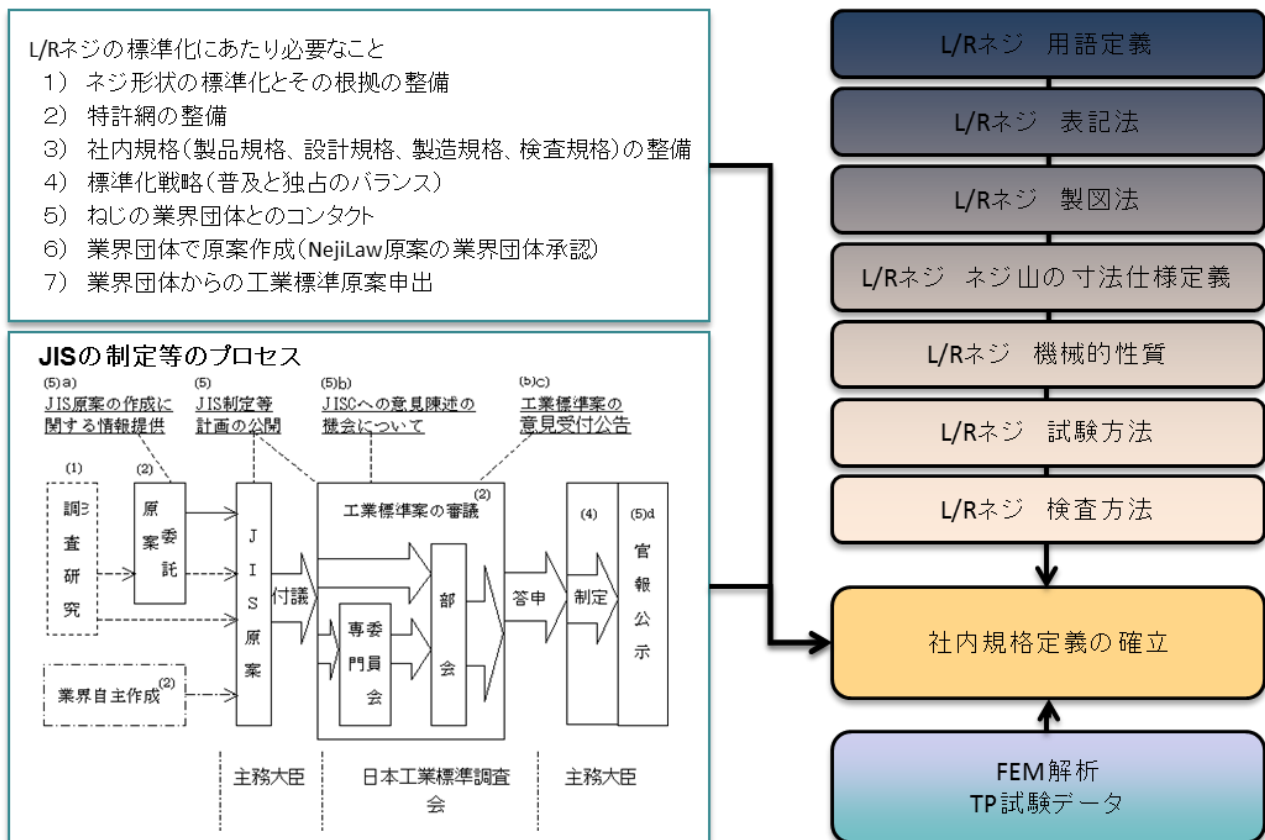 L/Rネジの標準化にあたり必要なこと
1） ネジ形状の標準化とその根拠の整備
2） 特許網の整備
3） 社内規格(製品規格、設計規格、製造規格、検査規格)の整備
4） 標準化戦略(普及と独占のバランス)
5） ねじの業界団体とのコンタクト
6） 業界団体で原案作成(NejiLaw原案の業界団体承認)
7） 業界団体からの工業標準原案申出
JISの制定等のプロセス
(5)a)
JIS原案の作成に
関する情報提供
(5)
JIS制定等
計画の公開
(5)b
JISCへの意見陳述の
機会について
(5)c
工業標準案の
意見受付公告
(1)
調査研究
(2)
原案委託
JIS原案
付議
工業標準案の審議(2)
専門委員会
部会
答申
(4)
制定
(5)d
官報公示
業界自主作成(2)
主務大臣
日本工業標準調査
会
主務大臣
L/Rネジ 用語定義
L/Rネジ 表記法
L/Rネジ 製図法
L/Rネジ ネジ山の寸法仕様定義
L/Rネジ 機械的性質
L/Rネジ 試験方法
L/Rネジ 検査方法
社内規格定義の確立
FEM解析
TP試験データ